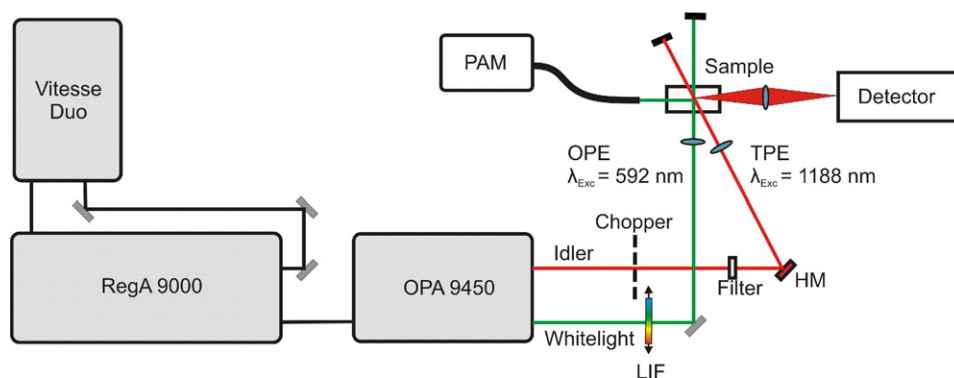 Vitesse
Duo
RegA 9000
OPA 9450
PAM
Sample
Detector
OPE
λExc = 592 nm
TPE
λExc = 1188 nm
Chopper
Idler
Filter
HM
Whitelight
LIF